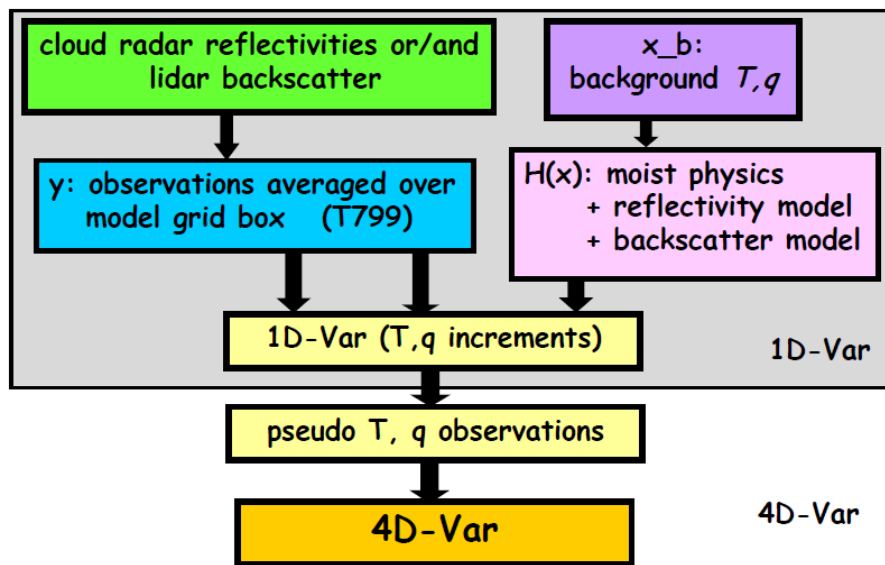 cloud radar reflectivities or/and
lidar backscatter
x_b:
background T,q
y: observations averaged over
model grid box (T799)
H(x): moist physics
+ reflectivity model
+ backscatter model
1D-Var (T,q increments)
1D-Var
pseudo T, q observations
4D-Var
4D-Var